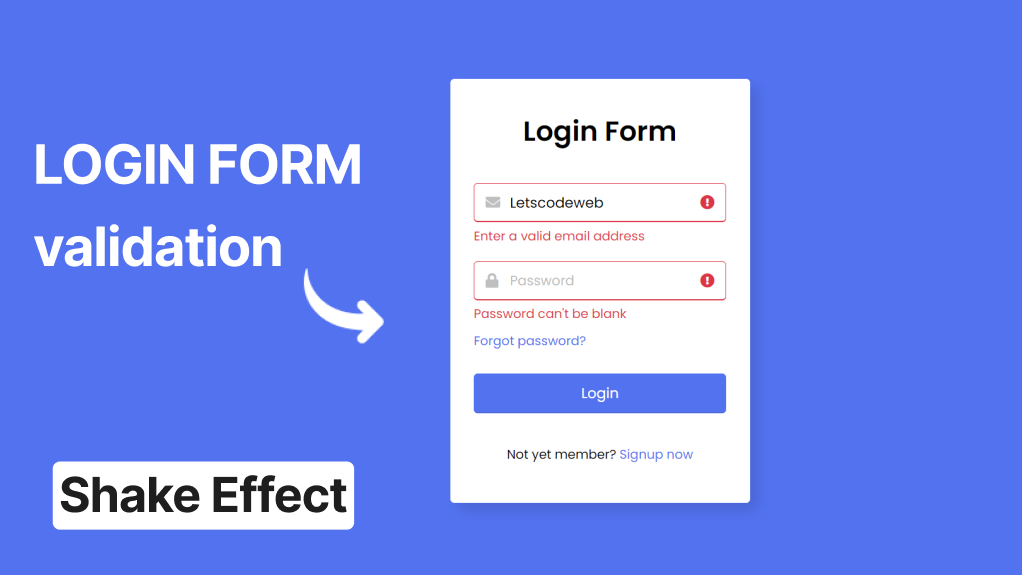 LOGIN FORM
validation
Shake Effect
Login Form
Letscodeweb
Enter a valid email address
Password
Password can't be blank
Forgot password?
Login
Not yet member? Signup now